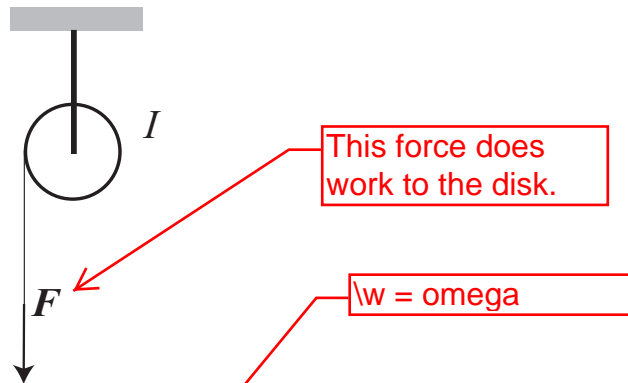 I
This force does
work to the disk.
F
\w = omega